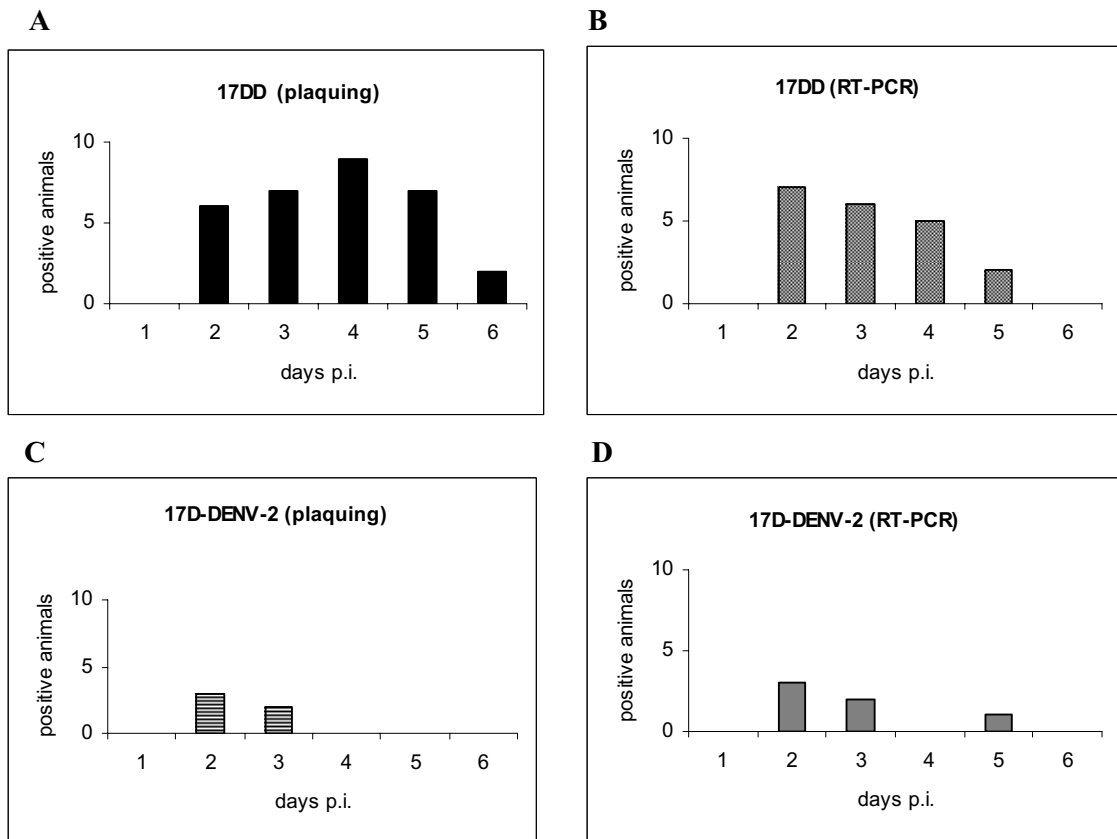 A
17DD (plaquing)
positive animals
10
5
0
1 2 3 4 5 6
days p.i.
B
17DD (RT-PCR)
positive animals
10
5
0
1 2 3 4 5 6
days p.i.
C
17D-DENV-2 (plaquing)
positive animals
10
5
0
1 2 3 4 5 6
days p.i.
D
17D-DENV-2 (RT-PCR)
positive animals
10
5
0
1 2 3 4 5 6
days p.i.